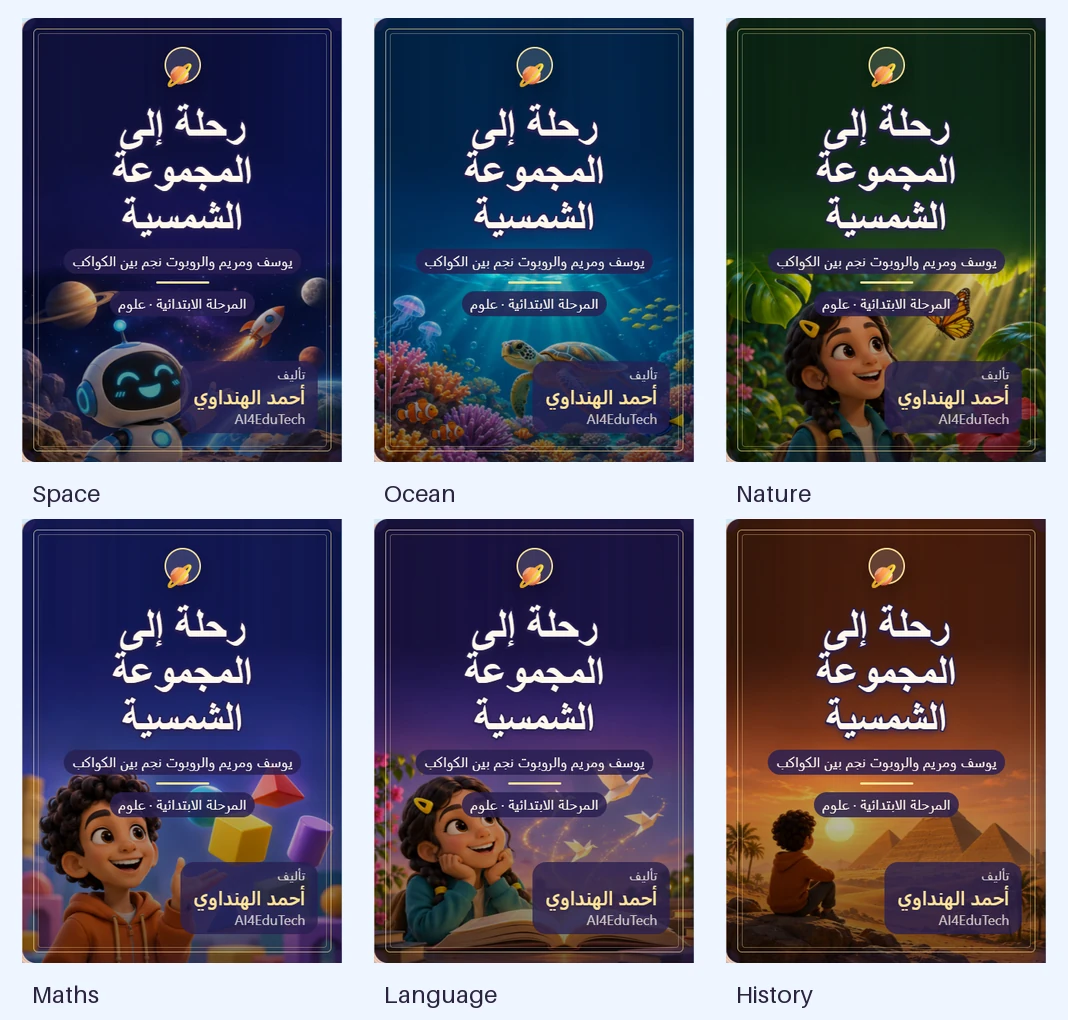 رحلة إلى
المجموعة
الشمسية
يوسف ومريم والروبوت نجم بين الكواكب
المرحلة الابتدائية · علوم
تأليف
أحمد الهنداوي
AI4EduTech
Space
رحلة إلى
المجموعة
الشمسية
يوسف ومريم والروبوت نجم بين الكواكب
المرحلة الابتدائية · علوم
تأليف
أحمد الهنداوي
AI4EduTech
Ocean
رحلة إلى
المجموعة
الشمسية
يوسف ومريم والروبوت نجم بين الكواكب
المرحلة الابتدائية · علوم
تأليف
أحمد الهنداوي
AI4EduTech
Nature
رحلة إلى
المجموعة
الشمسية
يوسف ومريم والروبوت نجم بين الكواكب
المرحلة الابتدائية · علوم
تأليف
أحمد الهنداوي
AI4EduTech
Maths
رحلة إلى
المجموعة
الشمسية
يوسف ومريم والروبوت نجم بين الكواكب
المرحلة الابتدائية · علوم
تأليف
أحمد الهنداوي
AI4EduTech
Language
رحلة إلى
المجموعة
الشمسية
يوسف ومريم والروبوت نجم بين الكواكب
المرحلة الابتدائية · علوم
تأليف
أحمد الهنداوي
AI4EduTech
History